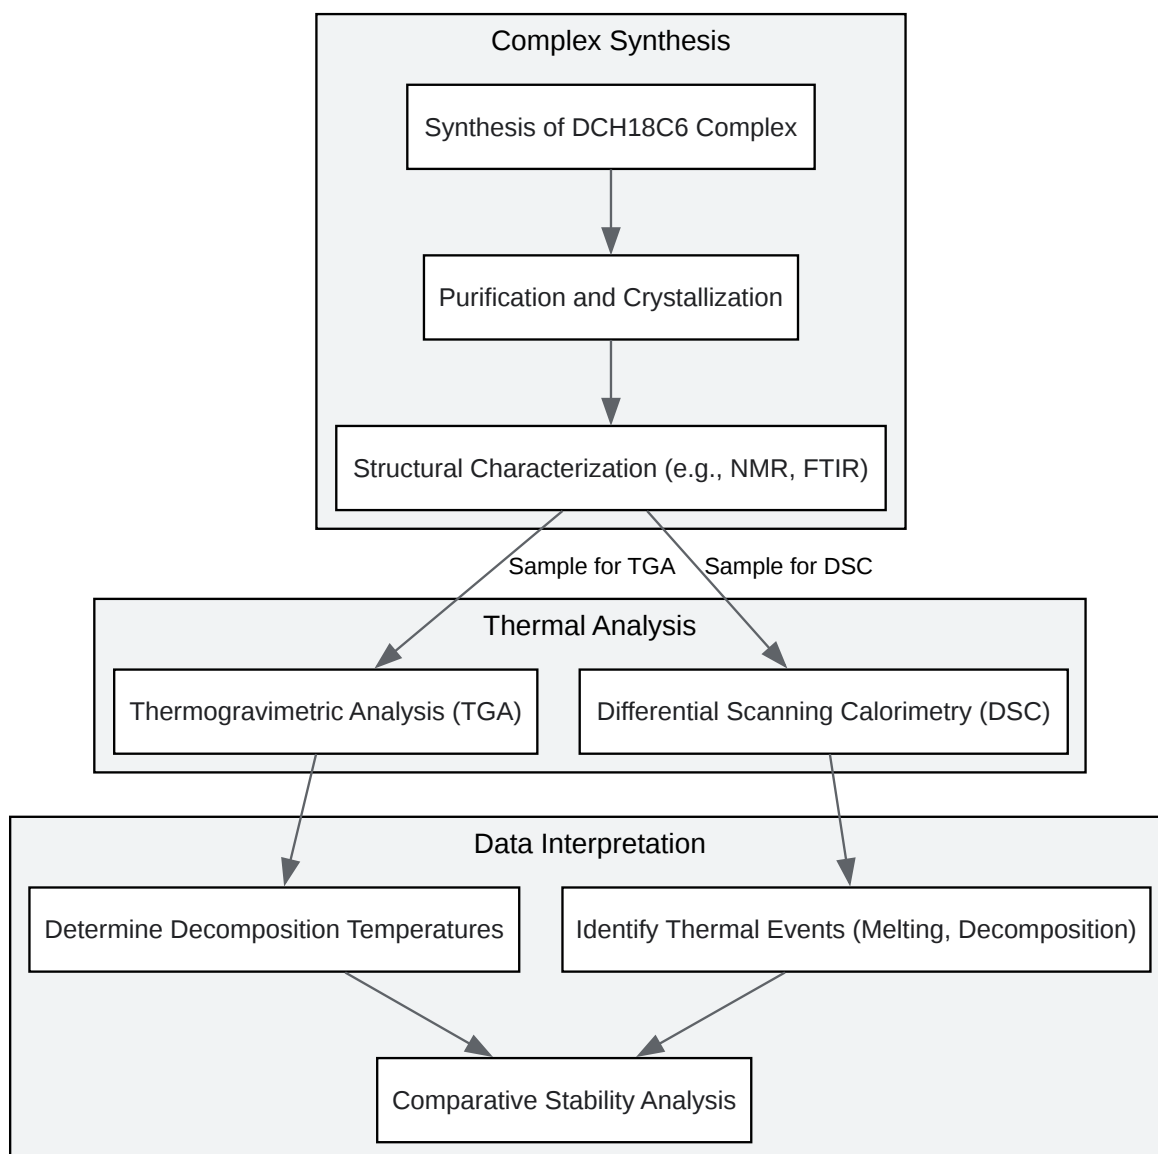 Complex Synthesis
Synthesis of DCH18C6 Complex
Purification and Crystallization
Structural Characterization (e.g., NMR, FTIR)
Sample for TGA
Sample for DSC
Thermal Analysis
Thermogravimetric Analysis (TGA)
Differential Scanning Calorimetry (DSC)
Data Interpretation
Determine Decomposition Temperatures
Identify Thermal Events (Melting, Decomposition)
Comparative Stability Analysis